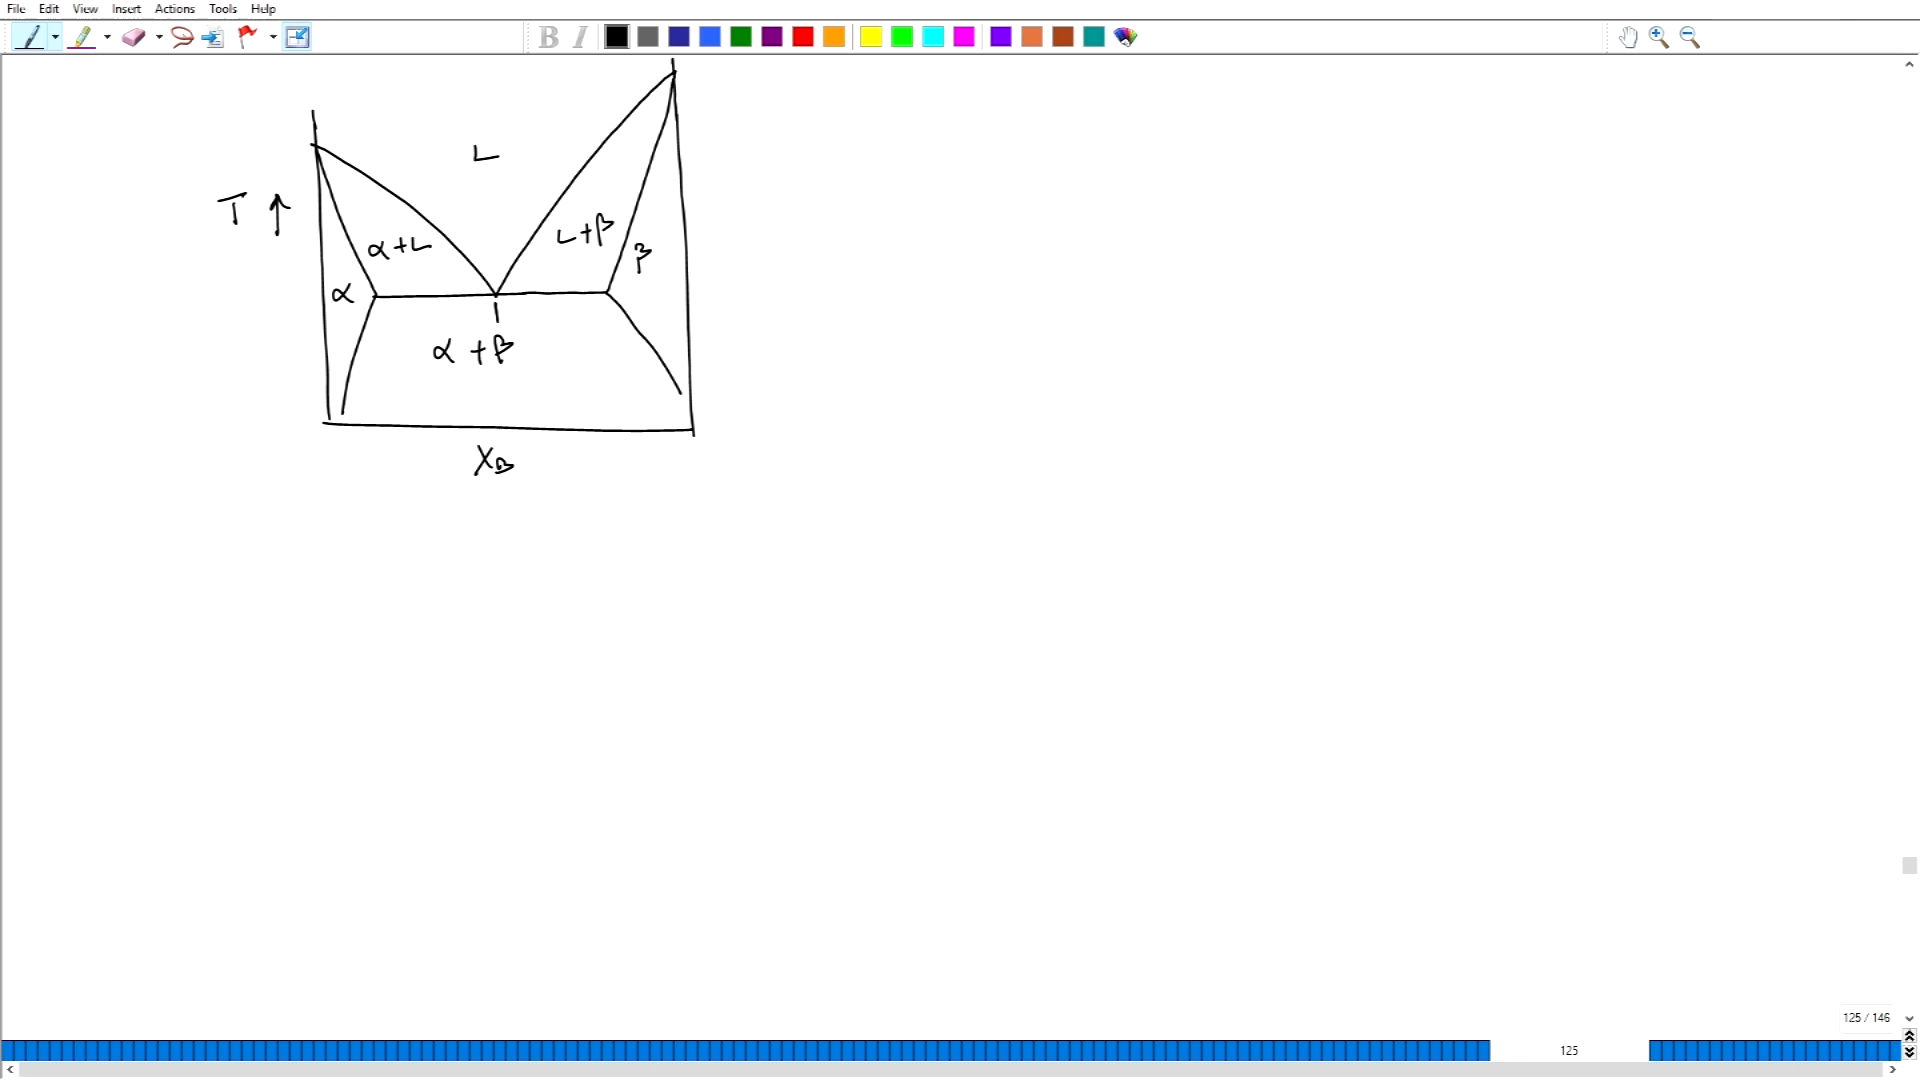 File Edit View Insert Actions Tools Help
B I
L
T ↑
L+β
α+L
β
α
α+β
X_B
125 / 146
125